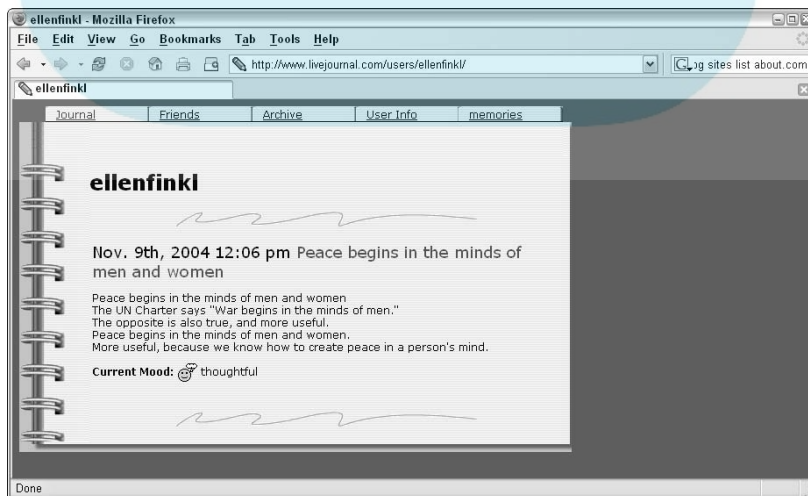 ellenfinkl - Mozilla Firefox
File Edit View Go Bookmarks Tab Tools Help
http://www.livejournal.com/users/ellenfinkl/ og sites list about.com
ellenfinkl
Journal Friends Archive User Info memories
ellenfinkl
Nov. 9th, 2004 12:06 pm Peace begins in the minds of
men and women
Peace begins in the minds of men and women
The UN Charter says "War begins in the minds of men."
The opposite is also true, and more useful.
Peace begins in the minds of men and women.
More useful, because we know how to create peace in a person's mind.
Current Mood: thoughtful
Done